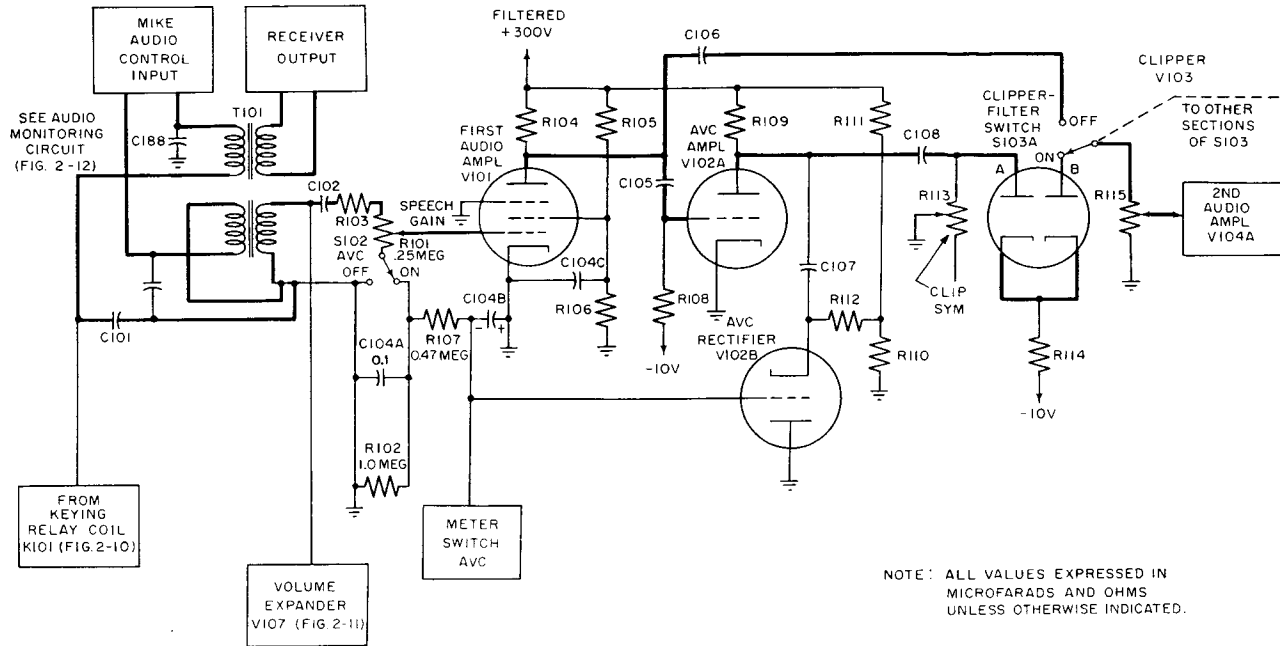 MIKE
AUDIO
CONTROL
INPUT
RECEIVER
OUTPUT
FILTERED
+300V
C106
CLIPPER
V103
SEE AUDIO
MONITORING
CIRCUIT
(FIG. 2-12)
T101
C188
FIRST
AUDIO
AMPL
V101
R104
R105
AVC
AMPL
V102A
R109
R111
C108
CLIPPER-
FILTER
SWITCH
S103A
OFF
ON
TO OTHER
SECTIONS
OF S103
A
B
C102
R103
SPEECH
GAIN
S102
AVC
OFF
ON
R101
.25MEG
C105
R113
R115
2ND
AUDIO
AMPL
V104A
C104C
R106
R108
-10V
C107
R112
CLIP
SYM
C101
C104A
0.1
R107
0.47 MEG
C104B
- +
AVC
RECTIFIER
V102B
R110
R114
-10V
R102
1.0 MEG
FROM
KEYING
RELAY COIL
K101 (FIG. 2-10)
METER
SWITCH
AVC
VOLUME
EXPANDER
V107 (FIG. 2-11)
NOTE: ALL VALUES EXPRESSED IN
MICROFARADS AND OHMS
UNLESS OTHERWISE INDICATED.